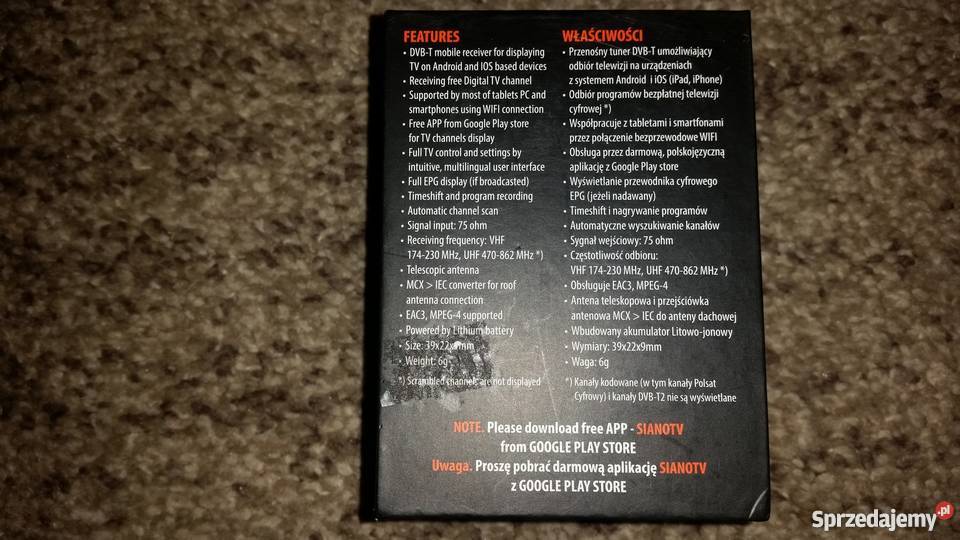 FEATURES
• DVB-T mobile receiver for displaying
TV on Android and IOS based devices
• Receiving free Digital TV channel
• Supported by most of tablets PC and
smartphones using WIFI connection
• Free APP from Google Play store
for TV channels display
• Full TV control and settings by
intuitive, multilingual user interface
• Full EPG display (if broadcasted)
• Timeshift and program recording
• Automatic channel scan
• Signal input: 75 ohm
• Receiving frequency: VHF
174-230 MHz, UHF 470-862 MHz *)
• Telescopic antenna
• MCX > IEC converter for roof
antenna connection
• EAC3, MPEG-4 supported
• Powered by Lithium battery
• Size: 39x22x9mm
• Weight: 6g
*) Scrambled channels are not displayed
WŁAŚCIWOŚCI
• Przenośny tuner DVB-T umożliwiający
odbiór telewizji na urządzeniach
z systemem Android i iOS (iPad, iPhone)
• Odbiór programów bezpłatnej telewizji
cyfrowej *)
• Współpracuje z tabletami i smartfonami
przez połączenie bezprzewodowe WIFI
• Obsługa przez darmową, polskojęzyczną
aplikację z Google Play store
• Wyświetlanie przewodnika cyfrowego
EPG (jeżeli nadawany)
• Timeshift i nagrywanie programów
• Automatyczne wyszukiwanie kanałów
• Sygnał wejściowy: 75 ohm
• Częstotliwość odbioru:
VHF 174-230 MHz, UHF 470-862 MHz *)
• Obsługuje EAC3, MPEG-4
• Antena teleskopowa i przejściówka
antenowa MCX > IEC do anteny dachowej
• Wbudowany akumulator Litowo-jonowy
• Wymiary: 39x22x9mm
• Waga: 6g
*) Kanały kodowane (w tym kanały Polsat
Cyfrowy) i kanały DVB-T2 nie są wyświetlane
NOTE. Please download free APP - SIANOTV
from GOOGLE PLAY STORE
Uwaga. Proszę pobrać darmową aplikację SIANOTV
z GOOGLE PLAY STORE
Sprzedajemy.pl